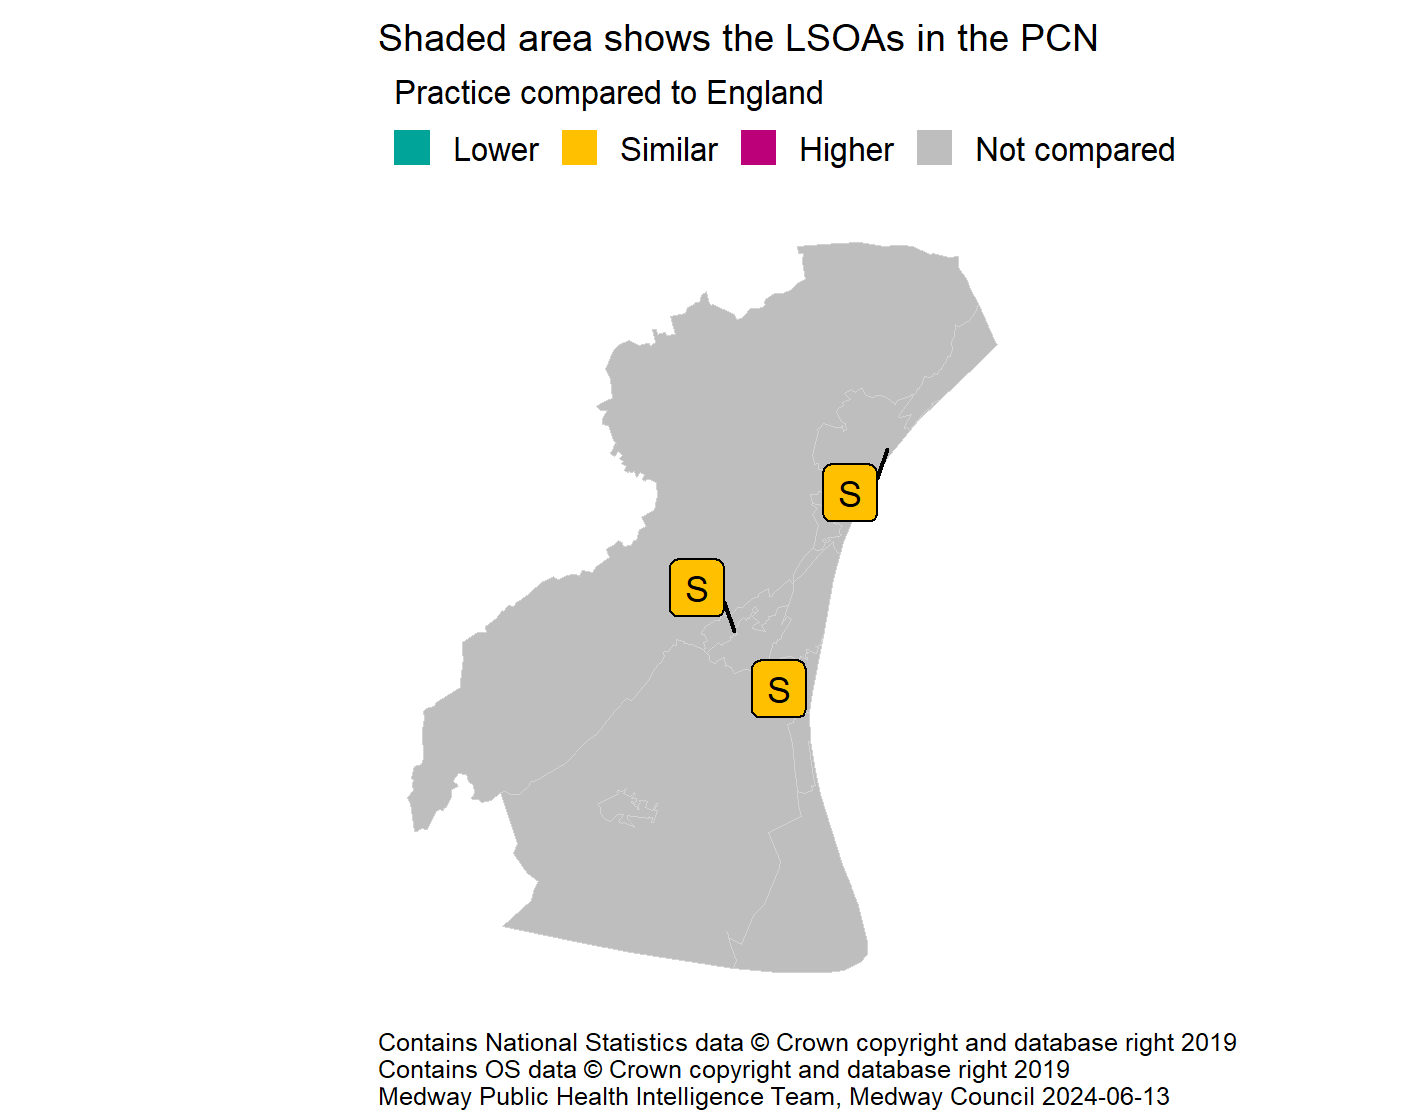 Shaded area shows the LSOAs in the PCN
Practice compared to England
Lower Similar Higher Not compared
S
S
S
Contains National Statistics data © Crown copyright and database right 2019
Contains OS data © Crown copyright and database right 2019
Medway Public Health Intelligence Team, Medway Council 2024-06-13